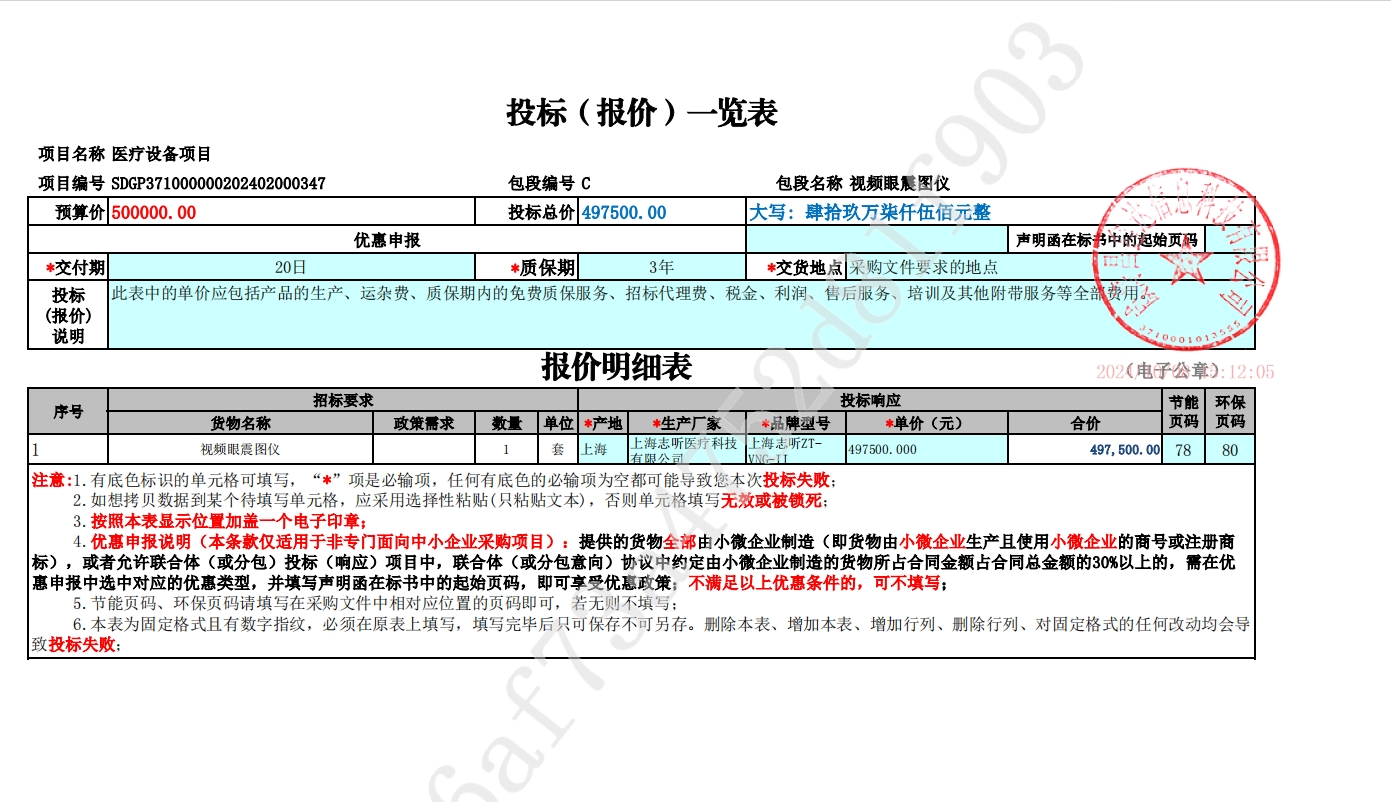 投标（报价）一览表
项目名称 医疗设备项目
项目编号 SDGP371000000202402000347 包段编号 C 包段名称 视频眼震图仪
预算价 500000.00 投标总价 497500.00 大写: 肆拾玖万柒仟伍佰元整
优惠申报 声明函在标书中的起始页码
*交付期 20日 *质保期 3年 *交货地点 采购文件要求的地点
投标
(报价)
说明
此表中的单价应包括产品的生产、运杂费、质保期内的免费质保服务、招标代理费、税金、利润、售后服务、培训及其他附带服务等全部费用。
信息科技有限公司
3710001013555
报价明细表
（电子公章）
2024 12:05
序号 招标要求 投标响应 节能页码 环保页码
货物名称 政策需求 数量 单位 *产地 *生产厂家 *品牌型号 *单价（元） 合价
1 视频眼震图仪 1 套 上海 上海志听医疗科技有限公司 上海志听ZT-VNG-II 497500.000 497,500.00 78 80
注意:1.有底色标识的单元格可填写，“*”项是必输项，任何有底色的必输项为空都可能导致您本次投标失败;
2.如想拷贝数据到某个待填写单元格，应采用选择性粘贴(只粘贴文本)，否则单元格填写无效或被锁死;
3.按照本表显示位置加盖一个电子印章;
4.优惠申报说明（本条款仅适用于非专门面向中小企业采购项目）: 提供的货物全部由小微企业制造（即货物由小微企业生产且使用小微企业的商号或注册商
标），或者允许联合体（或分包）投标（响应）项目中，联合体（或分包意向）协议中约定由小微企业制造的货物所占合同金额占合同总金额的30%以上的，需在优
惠申报中选中对应的优惠类型，并填写声明函在标书中的起始页码，即可享受优惠政策; 不满足以上优惠条件的，可不填写;
5.节能页码、环保页码请填写在采购文件中相对应位置的页码即可，若无则不填写;
6.本表为固定格式且有数字指纹，必须在原表上填写，填写完毕后只可保存不可另存。删除本表、增加本表、增加行列、删除行列、对固定格式的任何改动均会导
致投标失败;